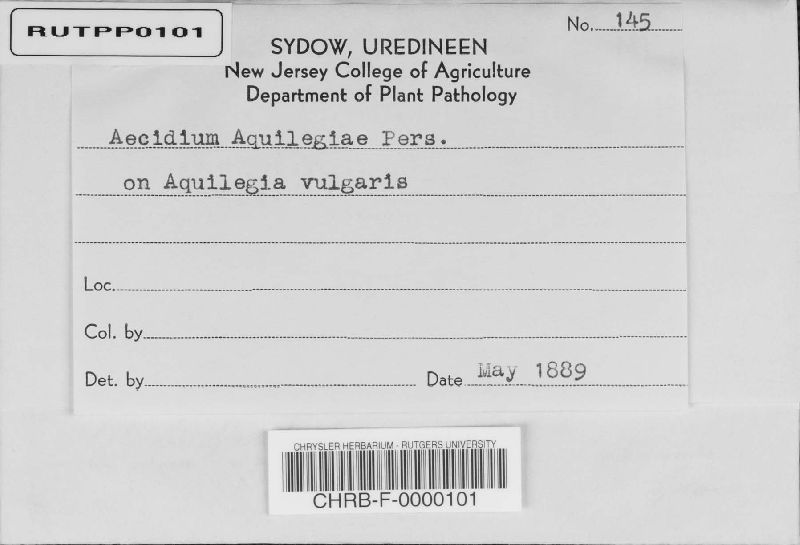 RUTPP0101
No. 145
SYDOW, UREDINEEN
New Jersey College of Agriculture
Department of Plant Pathology
Aecidium Aquilegiae Pers.
on Aquilegia vulgaris
Loc.
Col. by
Det. by
Date May 1889
CHRYSLER HERBARIUM - RUTGERS UNIVERSITY
CHRB-F-0000101